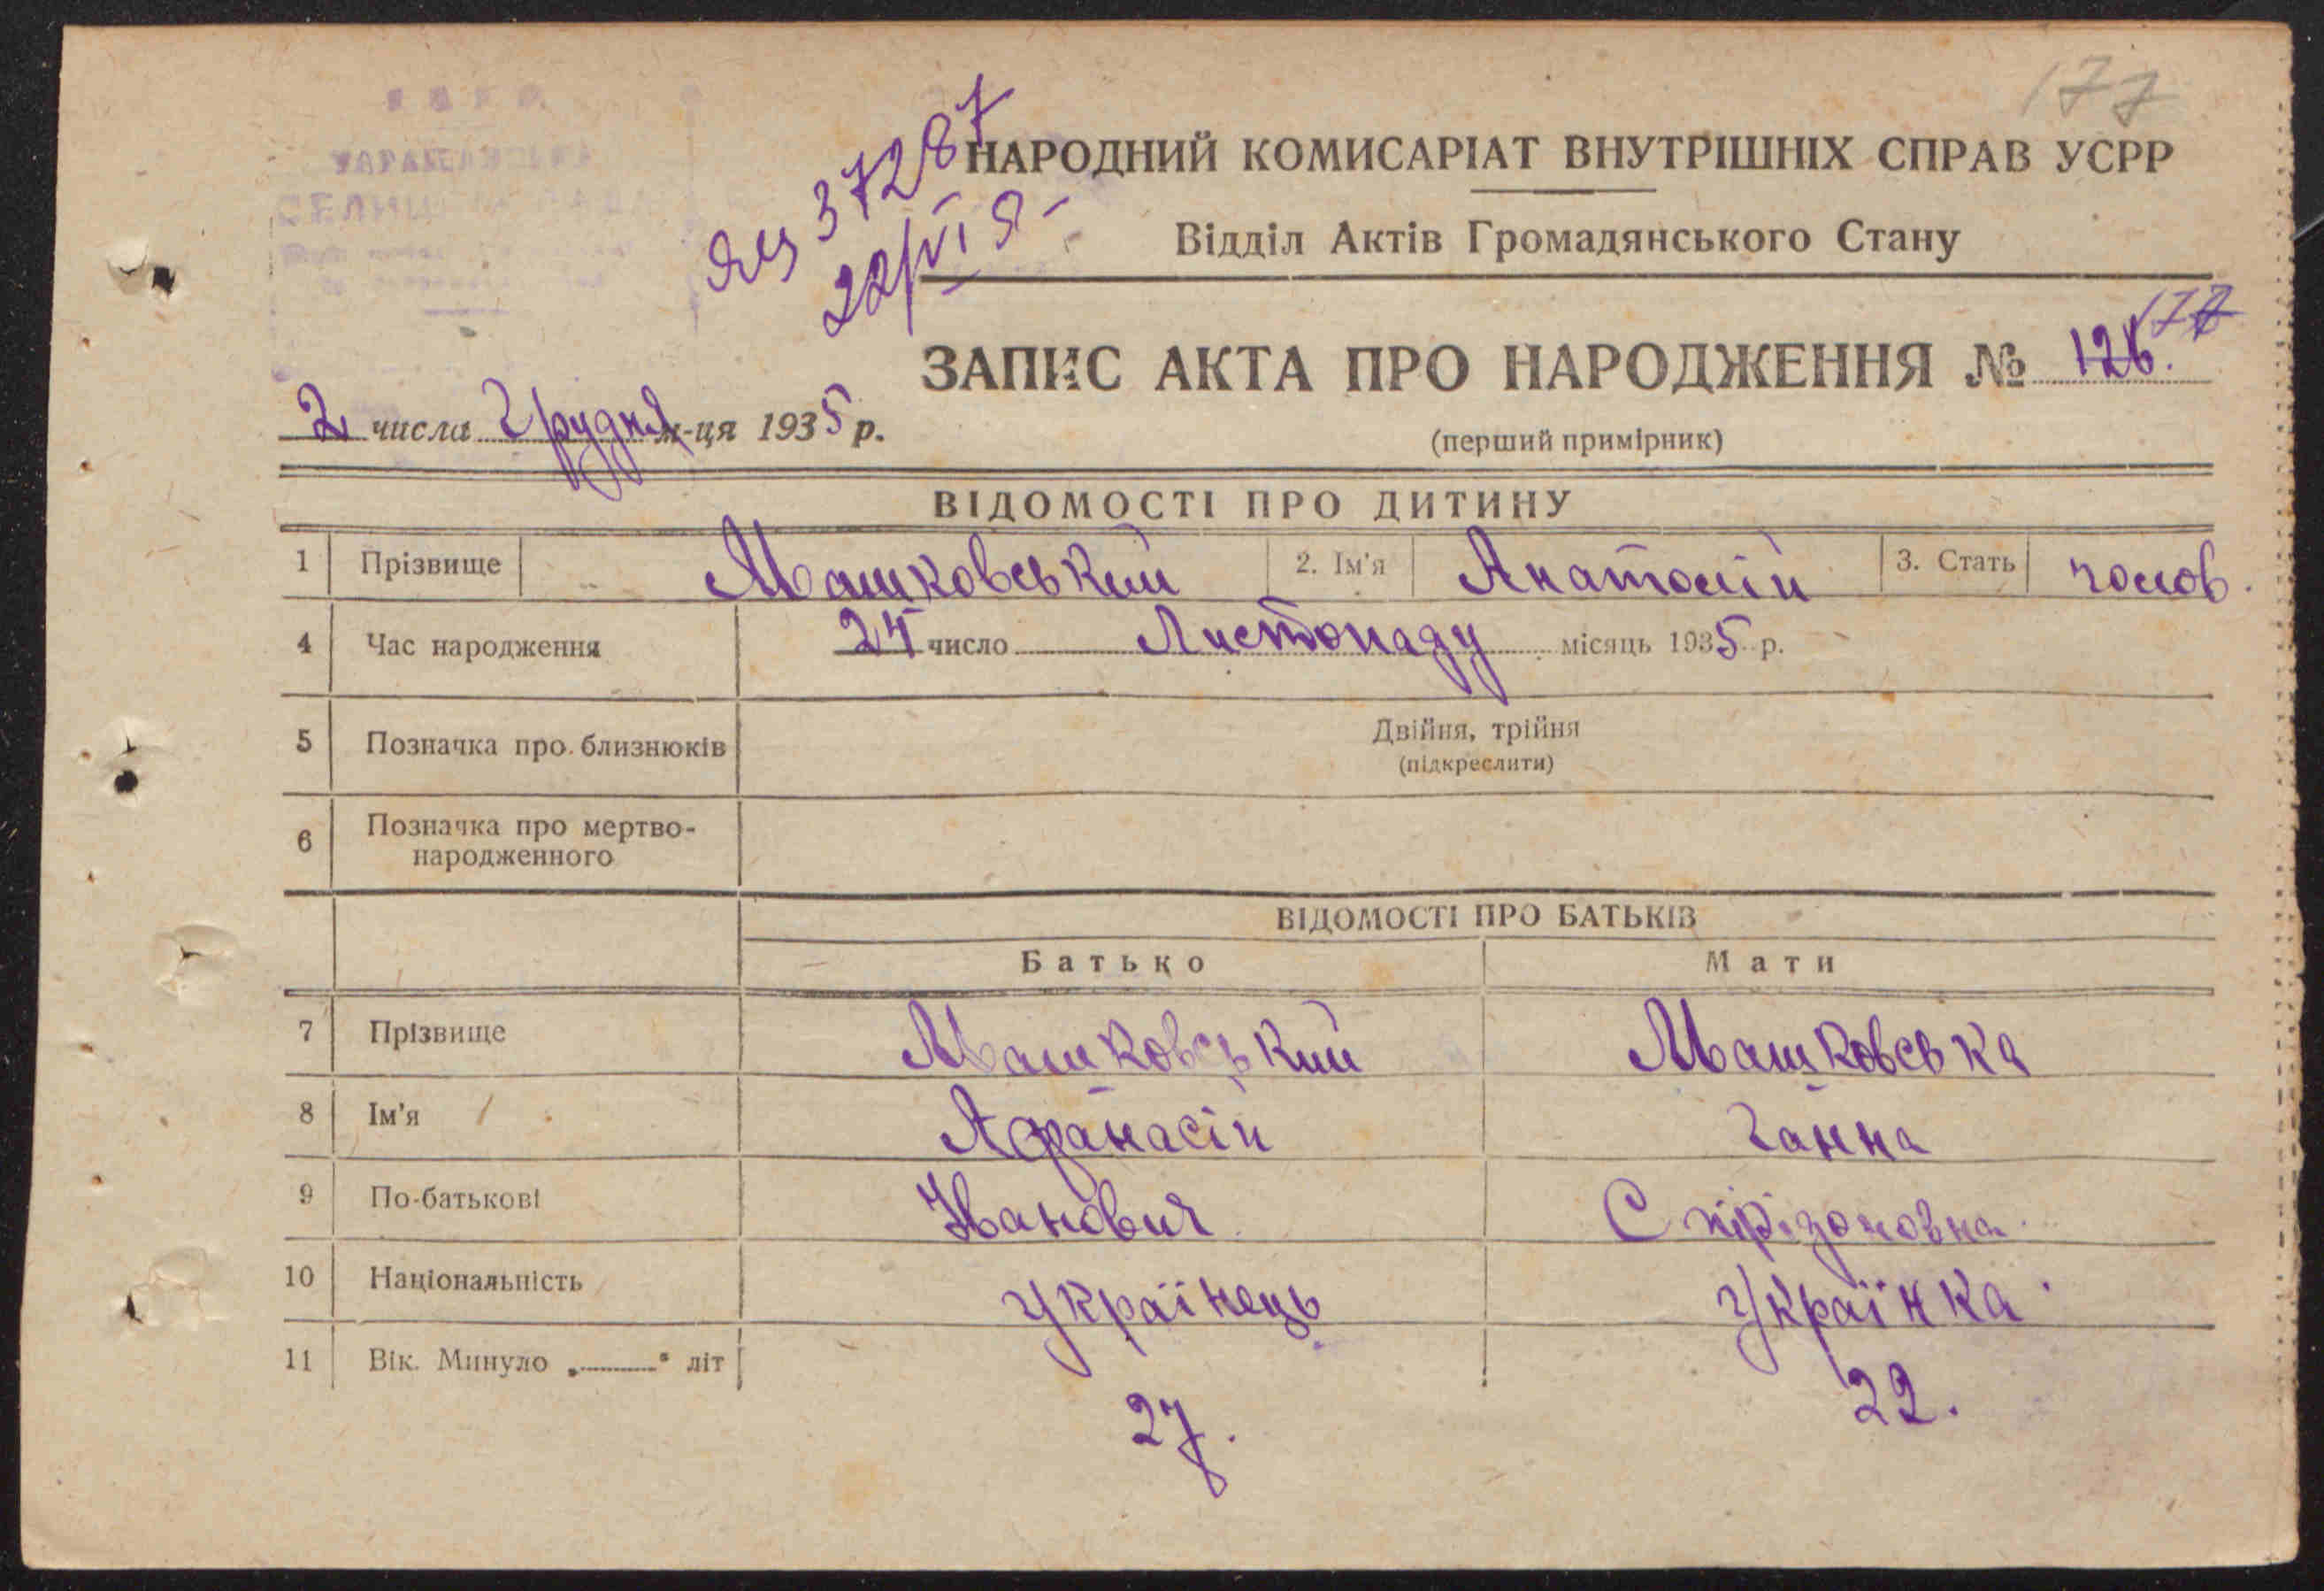 177
НАРОДНИЙ КОМИСАРІАТ ВНУТРІШНІХ СПРАВ УСРР
37287
22/VI
Відділ Актів Громадянського Стану
ЗАПИС АКТА ПРО НАРОДЖЕННЯ № 126. 177
2 числа Грудня м-ця 1935 р.
(перший примірник)
ВІДОМОСТІ ПРО ДИТИНУ
1 Прізвище Машковський 2. Ім'я Анатолій 3. Стать чолов.
4 Час народження 24 число Листопаду місяць 1935 р.
5 Позначка про близнюків Двійня, трійня
(підкреслити)
6 Позначка про мертво-
народженного
ВІДОМОСТІ ПРО БАТЬКІВ
Батько Мати
7 Прізвище Машковський Машковська
8 Ім'я Афанасій Ганна
9 По-батькові Іванович Спірідоновна
10 Національність Українець Українка
11 Вік. Минуло „ “ літ
27. 22.